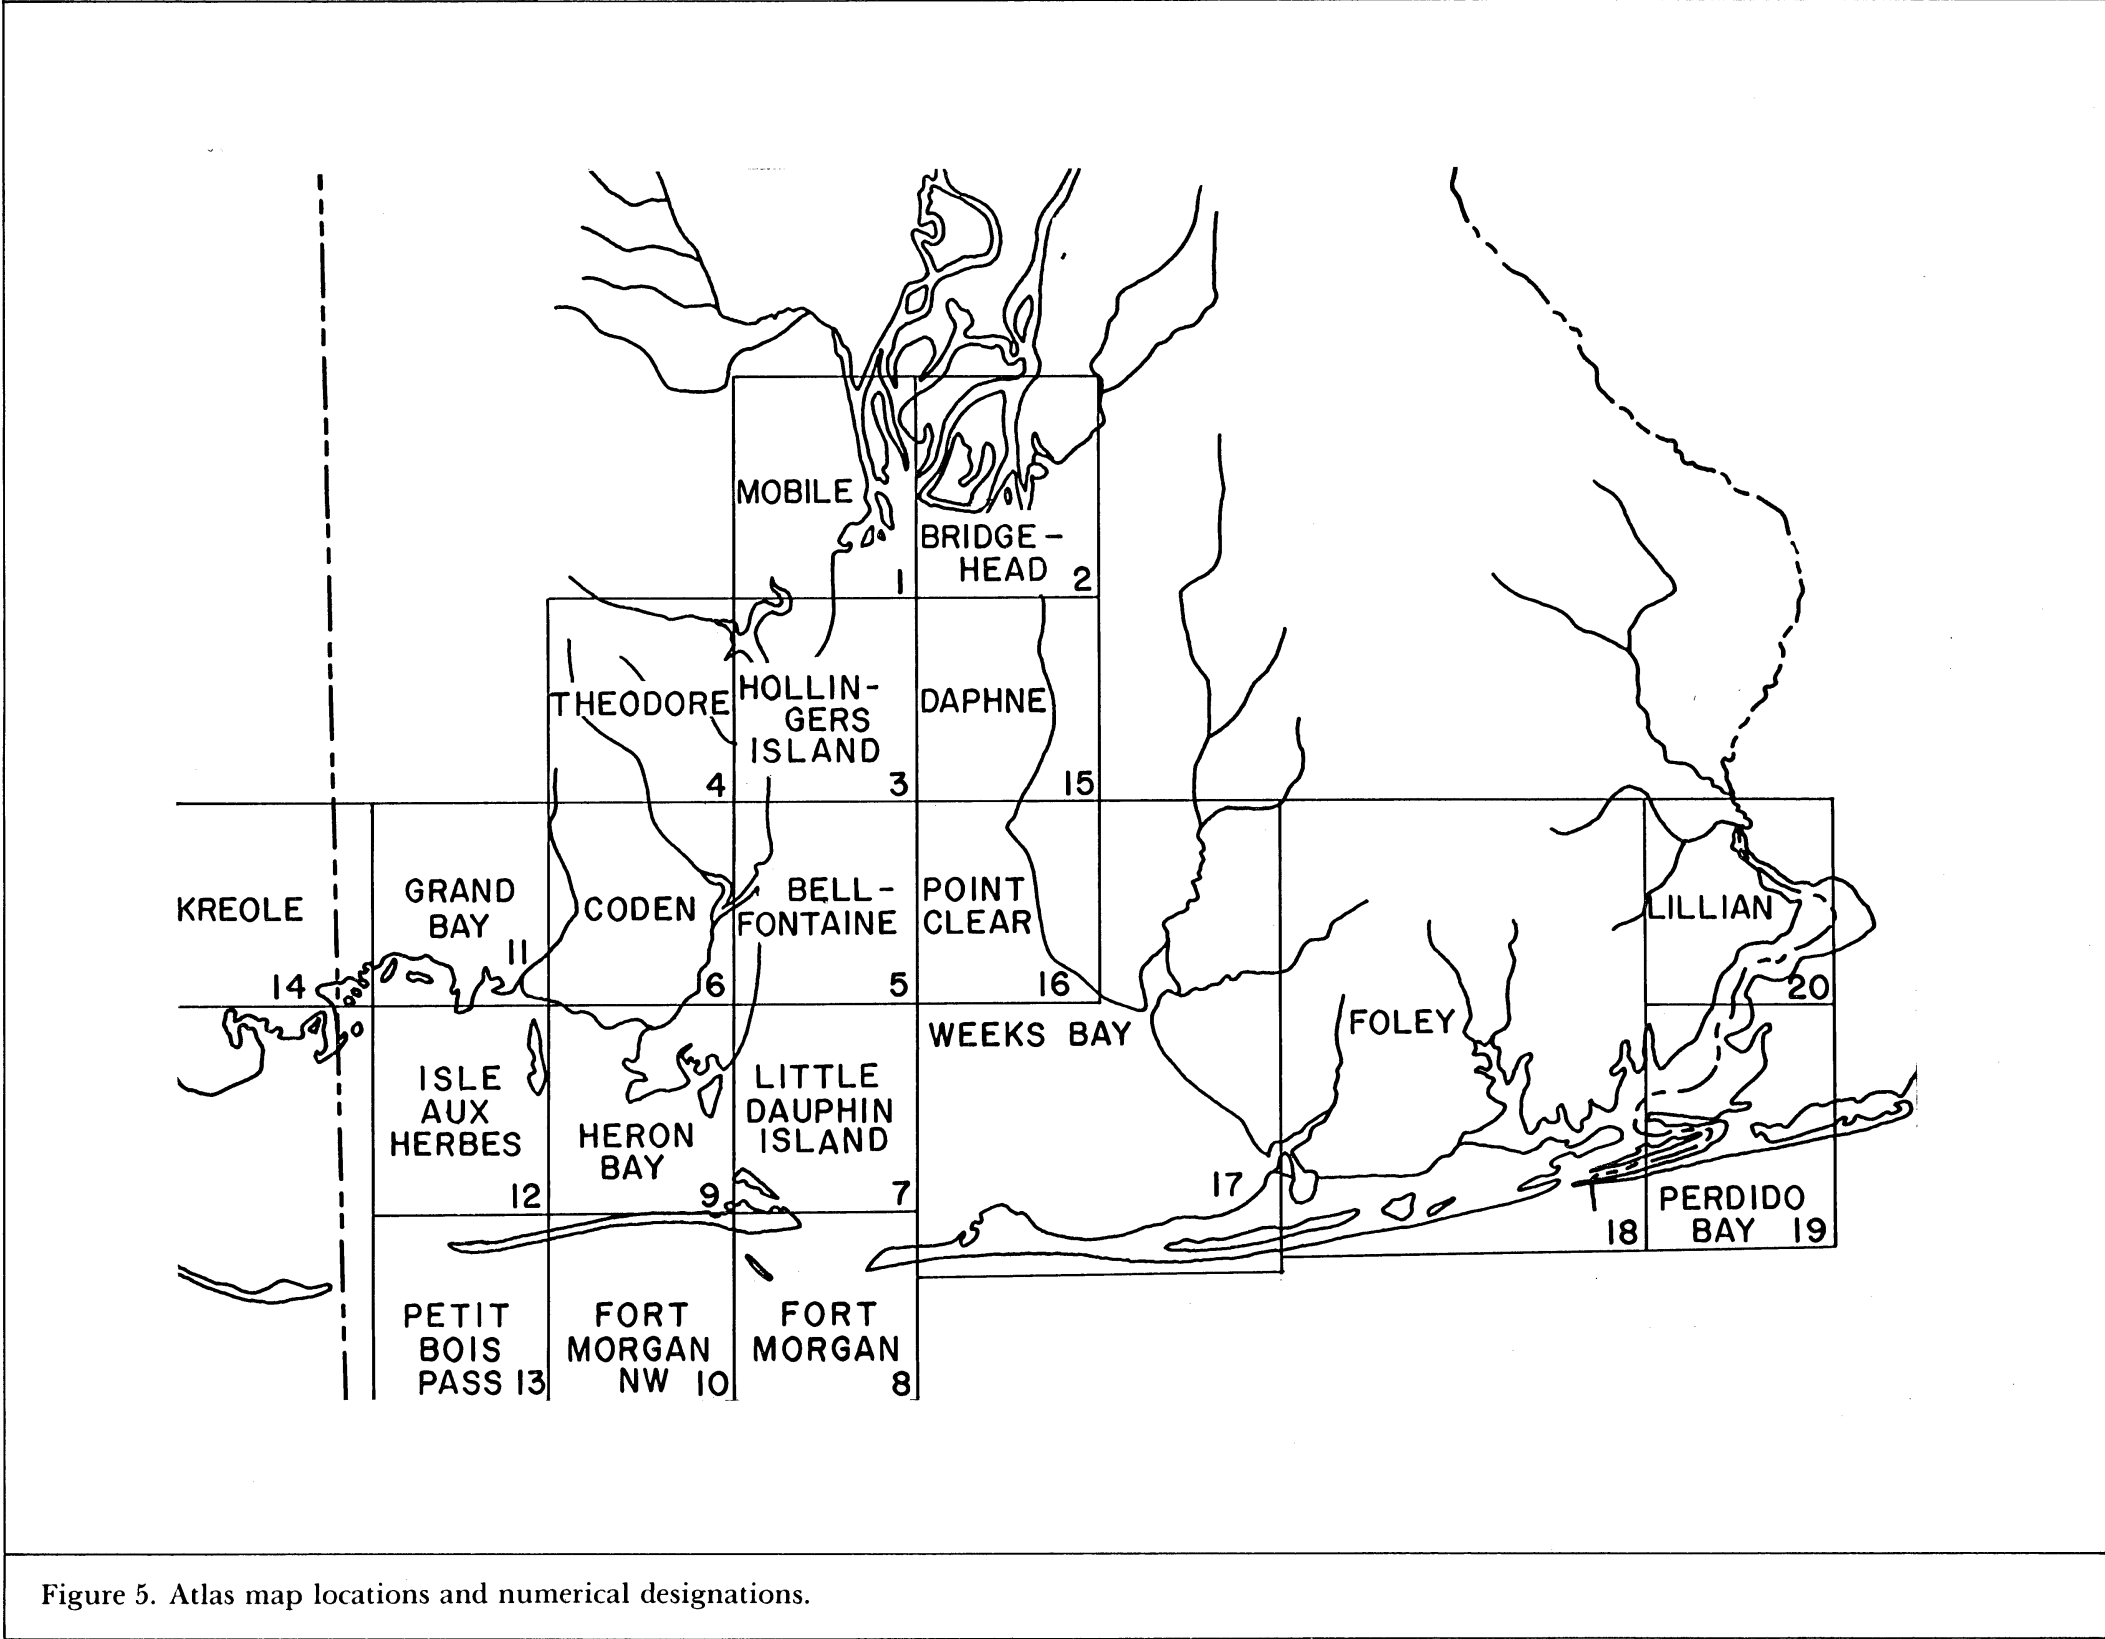 MOBILE
1
BRIDGE-
HEAD 2
THEODORE
4
HOLLIN-
GERS
ISLAND
3
DAPHNE
15
KREOLE
14
GRAND
BAY
11
CODEN
6
BELL-
FONTAINE
5
POINT
CLEAR
16
LILLIAN
20
WEEKS BAY
17
FOLEY
18
ISLE
AUX
HERBES
12
HERON
BAY
9
LITTLE
DAUPHIN
ISLAND
7
PERDIDO
BAY 19
PETIT
BOIS
PASS 13
FORT
MORGAN
NW 10
FORT
MORGAN
8
Figure 5. Atlas map locations and numerical designations.